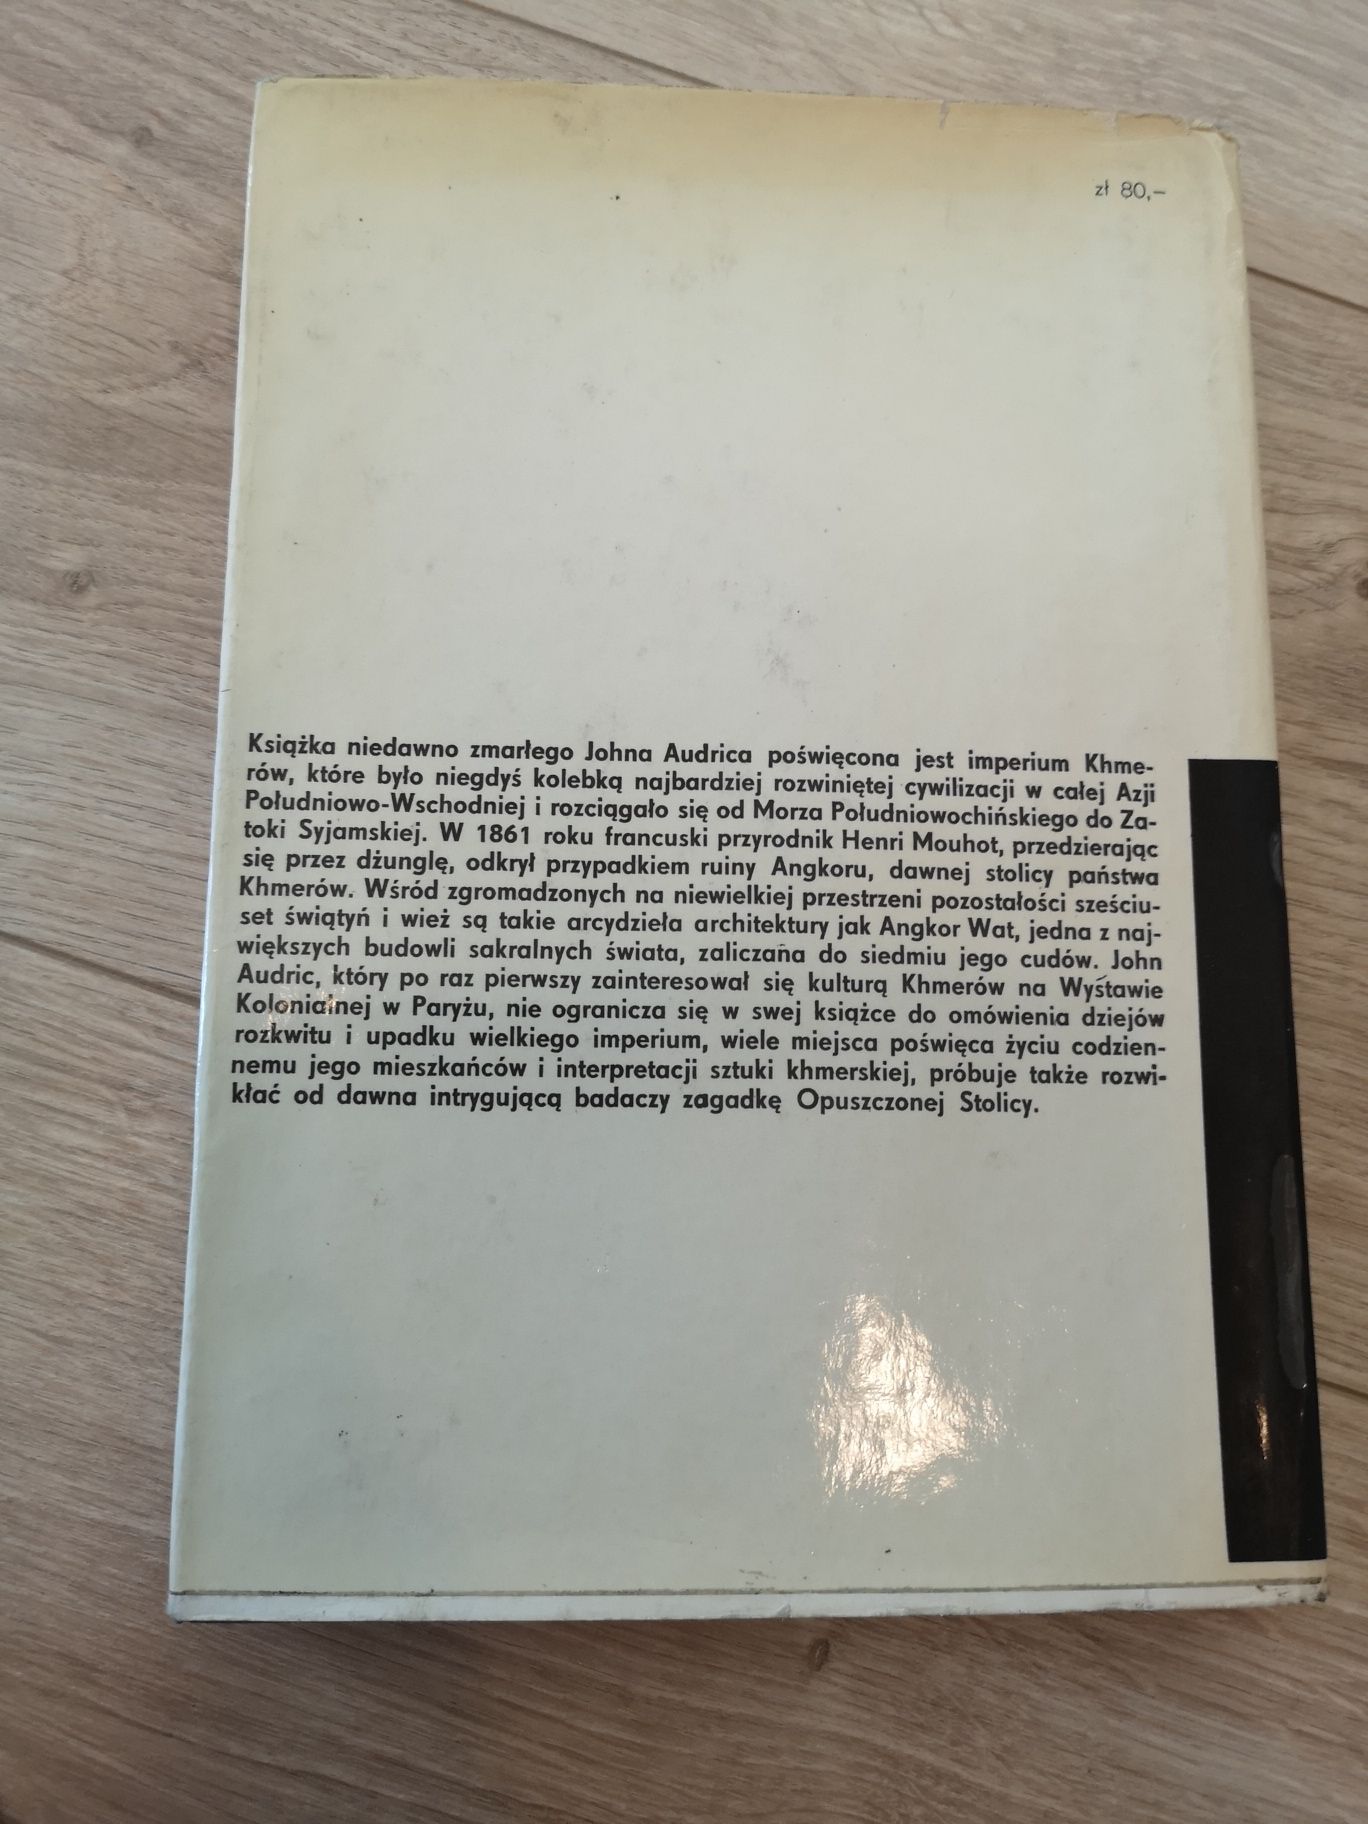 zł 80,-
Książka niedawno zmarłego Johna Audrica poświęcona jest imperium Khme-
rów, które było niegdyś kolebką najbardziej rozwiniętej cywilizacji w całej Azji
Południowo-Wschodniej i rozciągało się od Morza Południowochińskiego do Za-
toki Syjamskiej. W 1861 roku francuski przyrodnik Henri Mouhot, przedzierając
się przez dżunglę, odkrył przypadkiem ruiny Angkoru, dawnej stolicy państwa
Khmerów. Wśród zgromadzonych na niewielkiej przestrzeni pozostałości sześciu-
set świątyń i wież są takie arcydzieła architektury jak Angkor Wat, jedna z naj-
większych budowli sakralnych świata, zaliczana do siedmiu jego cudów. John
Audric, który po raz pierwszy zainteresował się kulturą Khmerów na Wystawie
Kolonialnej w Paryżu, nie ogranicza się w swej książce do omówienia dziejów
rozkwitu i upadku wielkiego imperium, wiele miejsca poświęca życiu codzien-
nemu jego mieszkańców i interpretacji sztuki khmerskiej, próbuje także rozwi-
kłać od dawna intrygującą badaczy zagadkę Opuszczonej Stolicy.